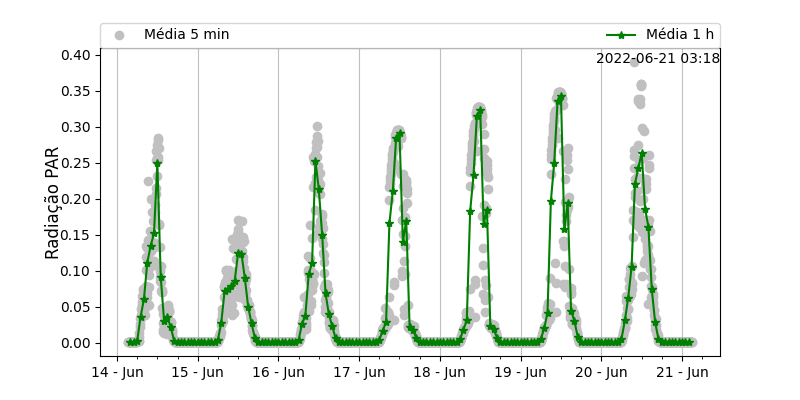 Média 5 min
Média 1 h
2022-06-21 03:18
Radiação PAR
0.40
0.35
0.30
0.25
0.20
0.15
0.10
0.05
0.00
14 - Jun
15 - Jun
16 - Jun
17 - Jun
18 - Jun
19 - Jun
20 - Jun
21 - Jun